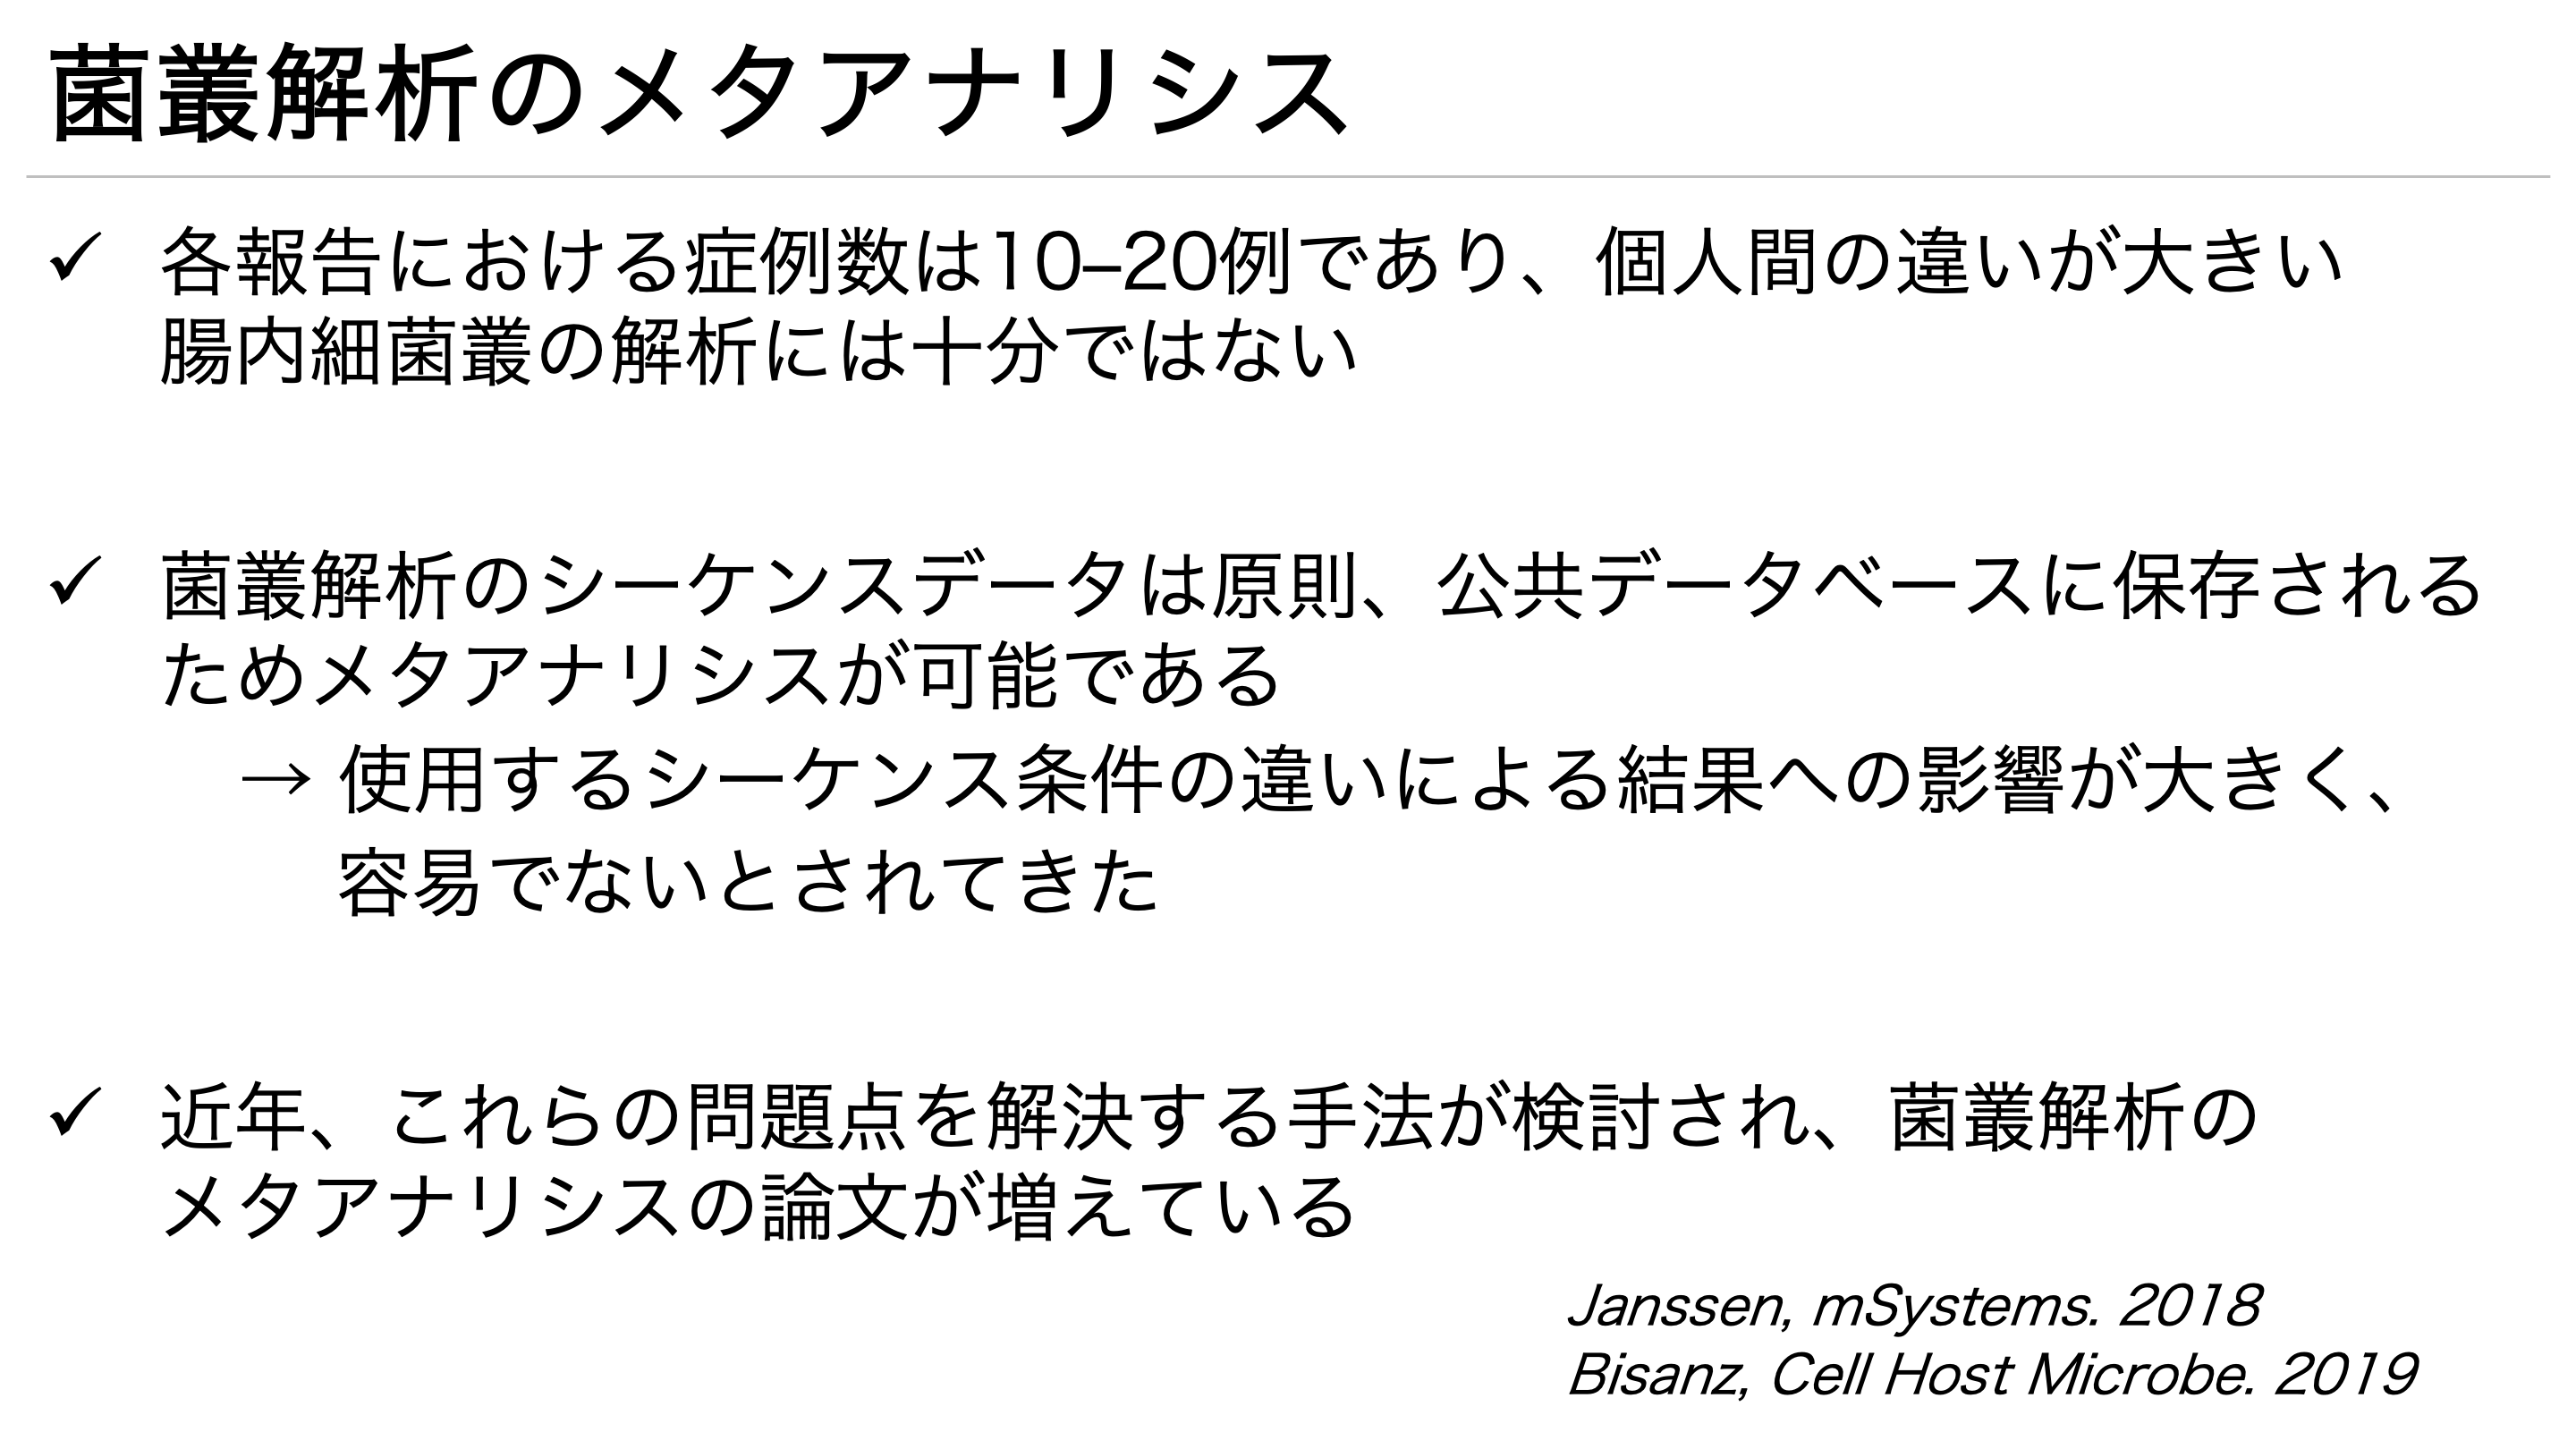 菌叢解析のメタアナリシス
✓ 各報告における症例数は10–20例であり、個人間の違いが大きい
腸内細菌叢の解析には十分ではない
✓ 菌叢解析のシーケンスデータは原則、公共データベースに保存される
ためメタアナリシスが可能である
→ 使用するシーケンス条件の違いによる結果への影響が大きく、
容易でないとされてきた
✓ 近年、これらの問題点を解決する手法が検討され、菌叢解析の
メタアナリシスの論文が増えている
Janssen, mSystems. 2018
Bisanz, Cell Host Microbe. 2019